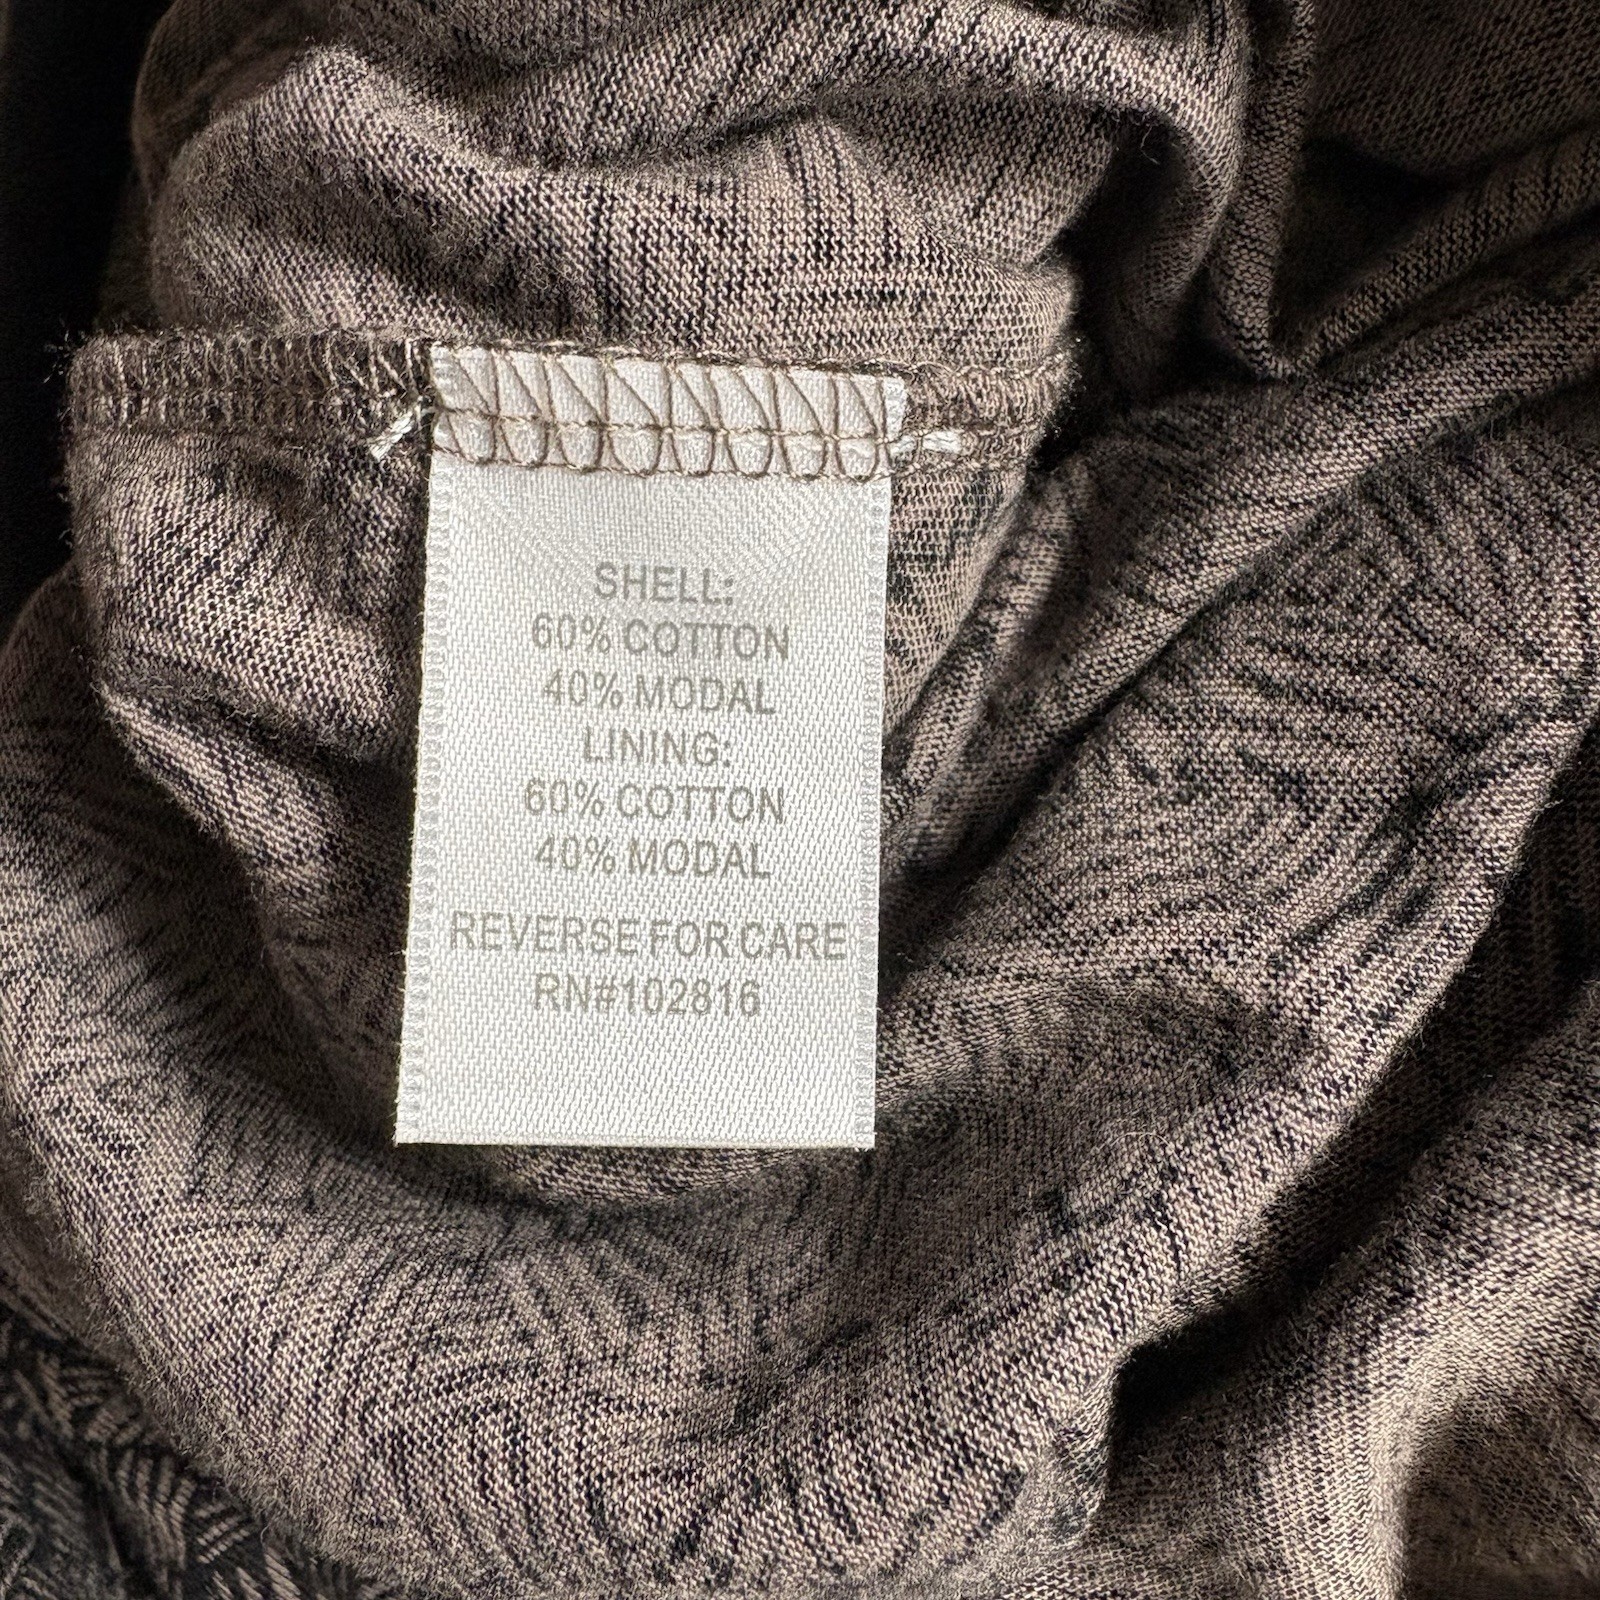 SHELL:
60% COTTON
40% MODAL
LINING:
60% COTTON
40% MODAL
REVERSE FOR CARE
RN#102816